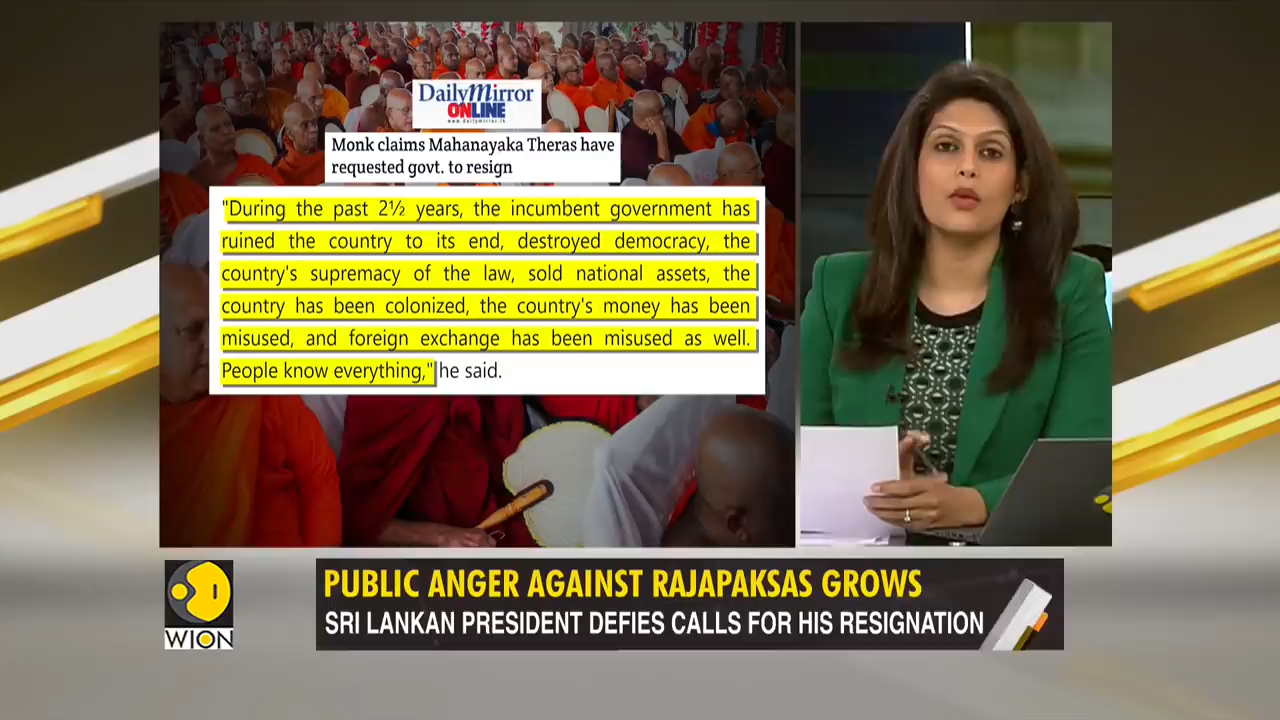 DailyMirror
ONLINE
www.dailymirror.lk
Monk claims Mahanayaka Theras have
requested govt. to resign
"During the past 2½ years, the incumbent government has
ruined the country to its end, destroyed democracy, the
country's supremacy of the law, sold national assets, the
country has been colonized, the country's money has been
misused, and foreign exchange has been misused as well.
People know everything," he said.
WION
PUBLIC ANGER AGAINST RAJAPAKSAS GROWS
SRI LANKAN PRESIDENT DEFIES CALLS FOR HIS RESIGNATION